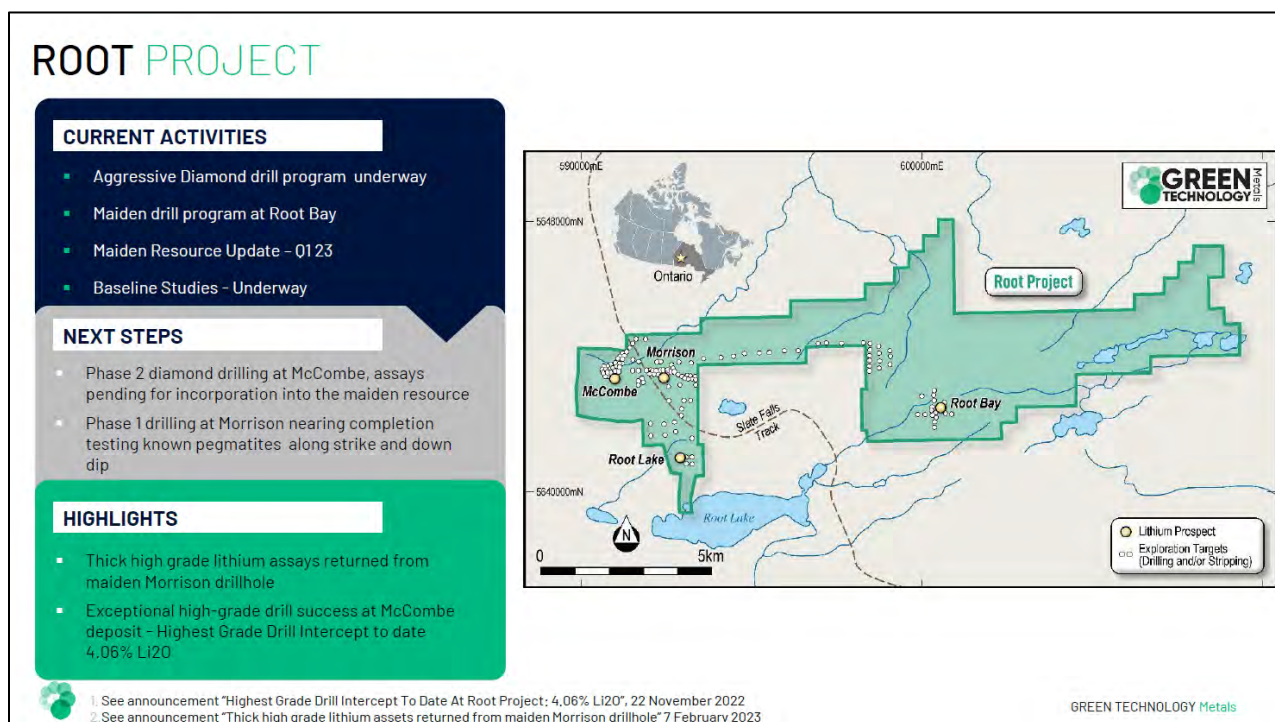 ROOT PROJECT
CURRENT ACTIVITIES
Aggressive Diamond drill program underway
Maiden drill program at Root Bay
Maiden Resource Update - Q1 23
Baseline Studies - Underway
NEXT STEPS
Phase 2 diamond drilling at McCombe, assays
pending for incorporation into the maiden resource
Phase 1 drilling at Morrison nearing completion
testing known pegmatites along strike and down
dip
HIGHLIGHTS
Thick high grade lithium assays returned from
maiden Morrison drillhole
Exceptional high-grade drill success at McCombe
deposit - Highest Grade Drill Intercept to date
4.06% Li2O
590000mE
600000mE
GREEN
TECHNOLOGY
Metals
5648000mN
Ontario
Root Project
Morrison
McCombe
Root Bay
Slate Falls
Track
Root Lake
5640000mN
Root Lake
N
0
5km
Lithium Prospect
Exploration Targets
(Drilling and/or Stripping)
1. See announcement "Highest Grade Drill Intercept To Date At Root Project: 4.06% Li2O", 22 November 2022
2. See announcement "Thick high grade lithium assets returned from maiden Morrison drillhole" 7 February 2023
GREEN TECHNOLOGY Metals